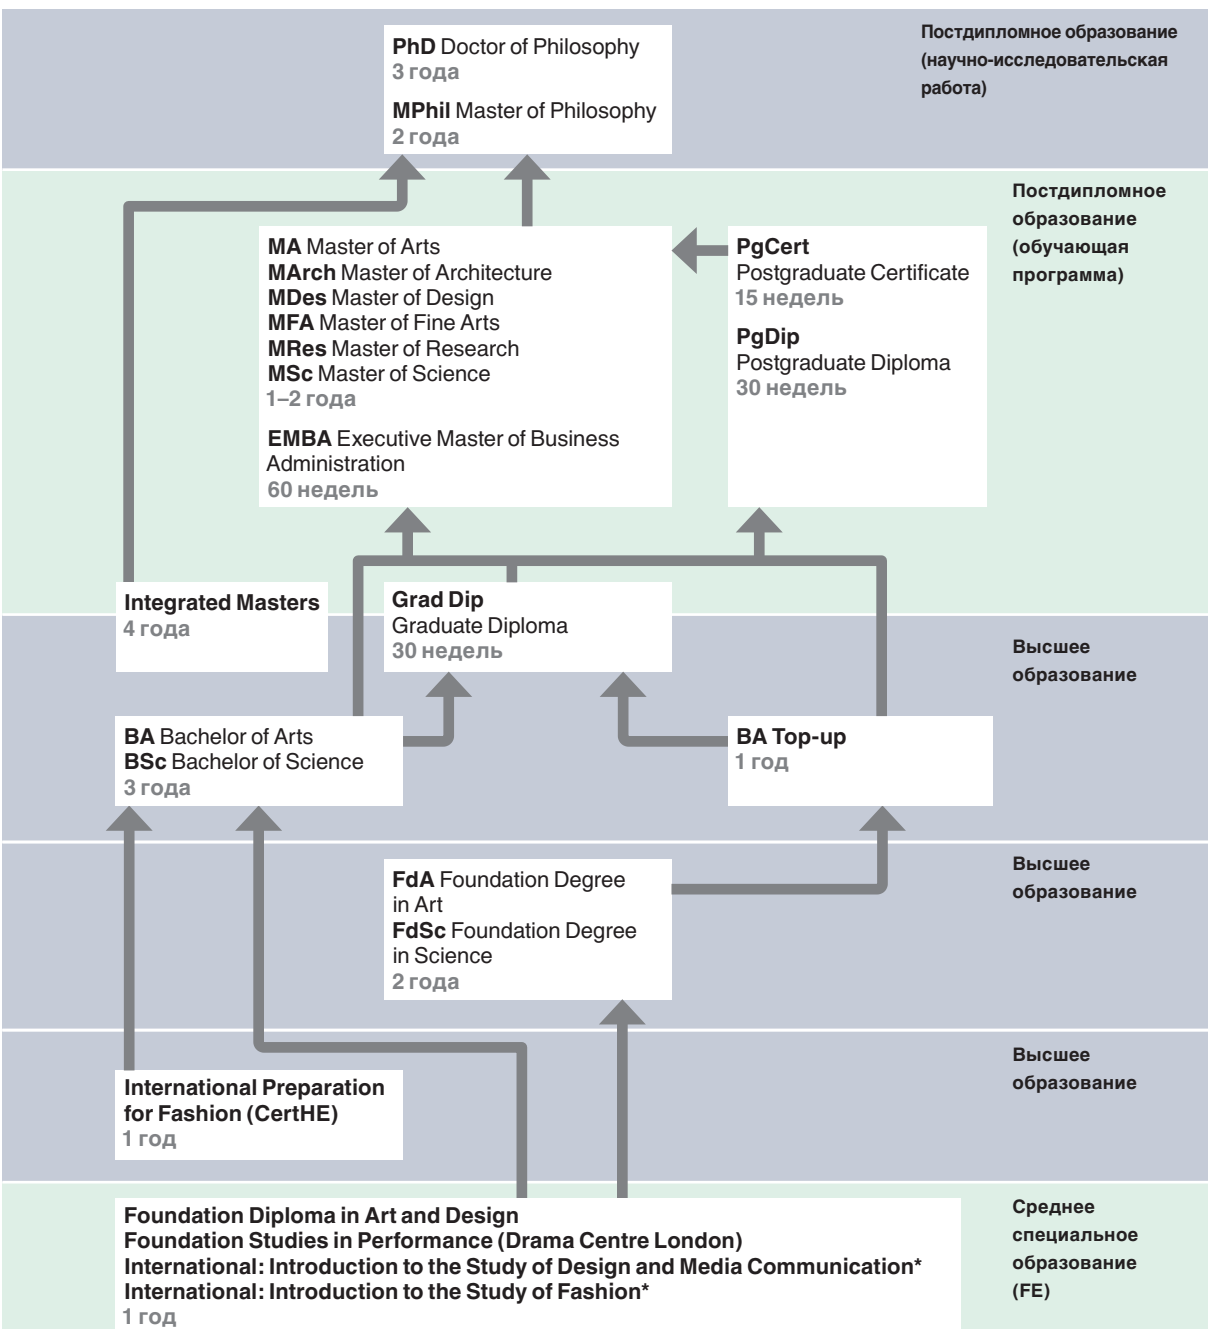 PhD Doctor of Philosophy
3 года
MPhil Master of Philosophy
2 года
Постдипломное образование
(научно-исследовательская
работа)
MA Master of Arts
MArch Master of Architecture
MDes Master of Design
MFA Master of Fine Arts
MRes Master of Research
MSc Master of Science
1–2 года
EMBA Executive Master of Business
Administration
60 недель
PgCert
Postgraduate Certificate
15 недель
PgDip
Postgraduate Diploma
30 недель
Постдипломное
образование
(обучающая
программа)
Integrated Masters
4 года
Grad Dip
Graduate Diploma
30 недель
Высшее
образование
BA Bachelor of Arts
BSc Bachelor of Science
3 года
BA Top-up
1 год
FdA Foundation Degree
in Art
FdSc Foundation Degree
in Science
2 года
Высшее
образование
International Preparation
for Fashion (CertHE)
1 год
Высшее
образование
Foundation Diploma in Art and Design
Foundation Studies in Performance (Drama Centre London)
International: Introduction to the Study of Design and Media Communication*
International: Introduction to the Study of Fashion*
1 год
Среднее
специальное
образование
(FE)